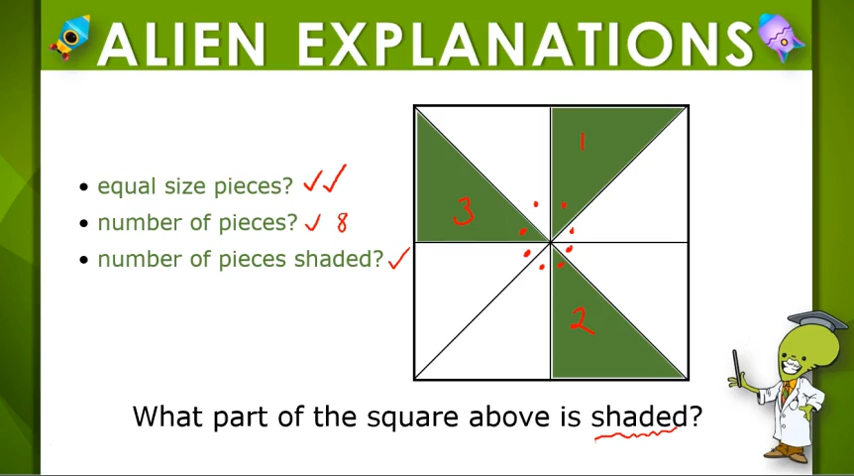 ALIEN EXPLANATIONS
• equal size pieces? ✓✓
• number of pieces? ✓ 8
• number of pieces shaded? ✓
1
3
2
What part of the square above is shaded?